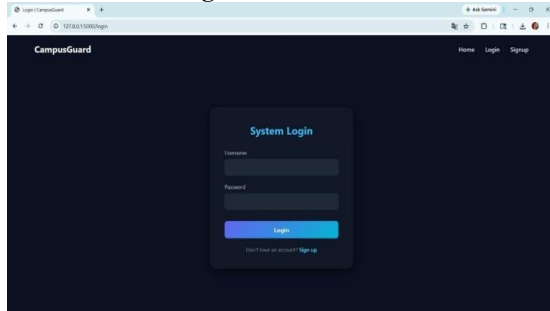 Login | CampusGuard
Ask Gemini
127.0.0.1:5000/login
CampusGuard
Home Login Signup
System Login
Username
Password
Login
Don't have an account? Sign up